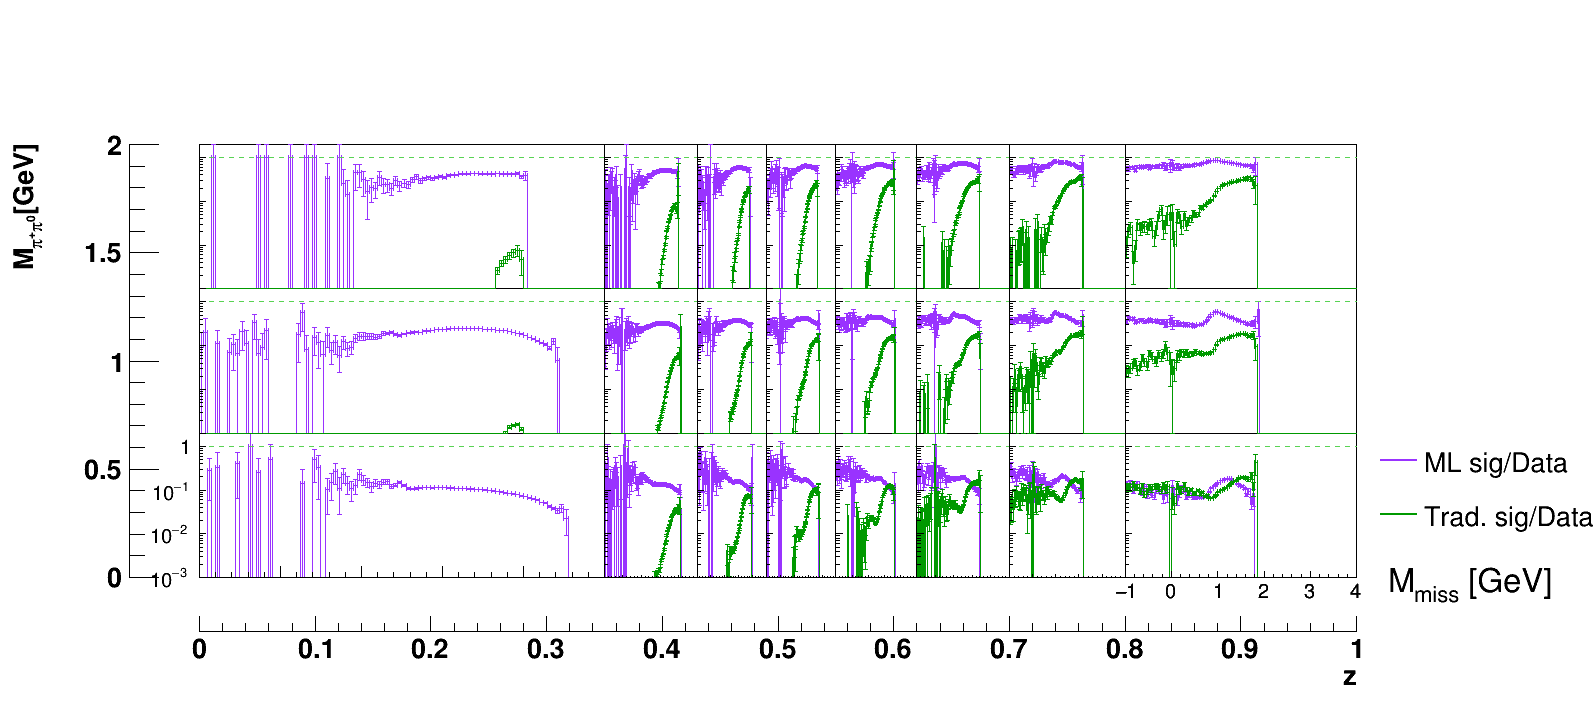 M_{π⁺π⁰} [GeV]
2
1.5
1
0.5
0
1
10⁻¹
10⁻²
10⁻³
ML sig/Data
Trad. sig/Data
−1 0 1 2 3 4
M_{miss} [GeV]
0 0.1 0.2 0.3 0.4 0.5 0.6 0.7 0.8 0.9 1
z